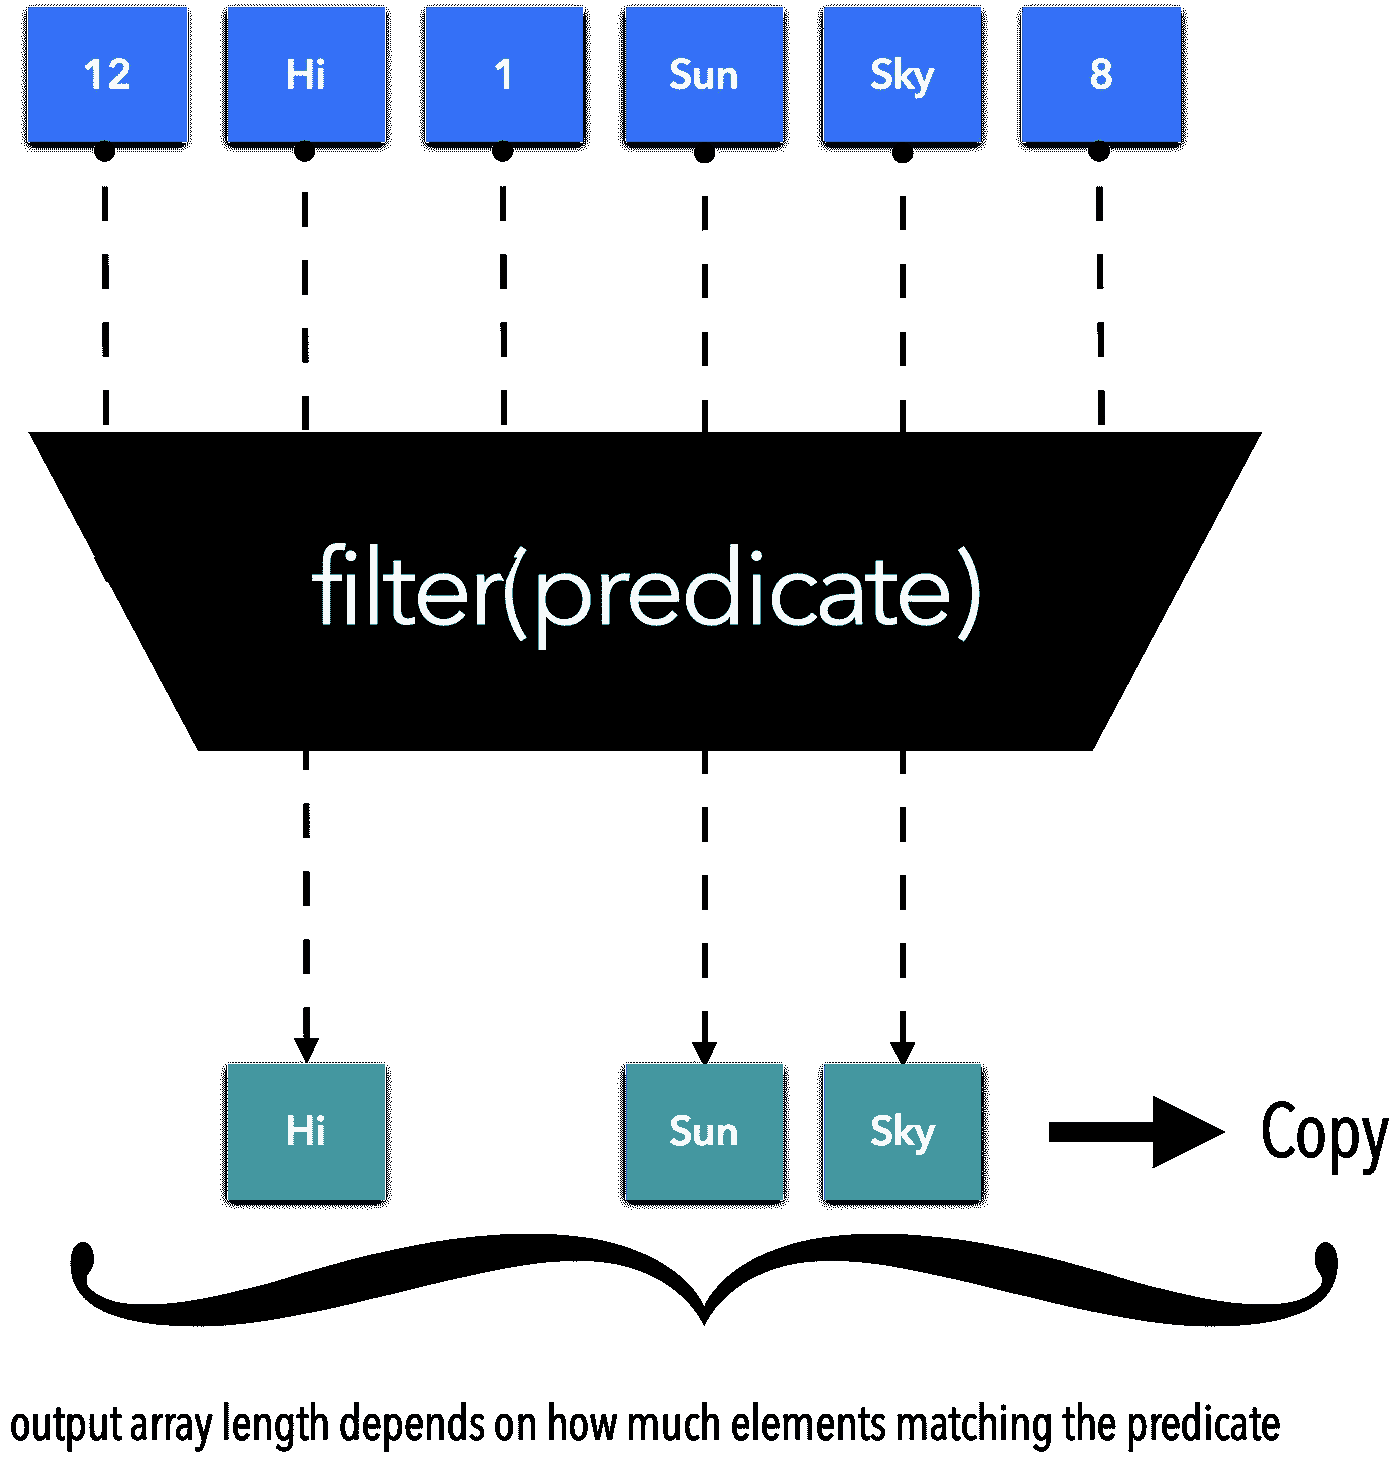 12 Hi 1 Sun Sky 8
filter(predicate)
Hi Sun Sky Copy
output array length depends on how much elements matching the predicate